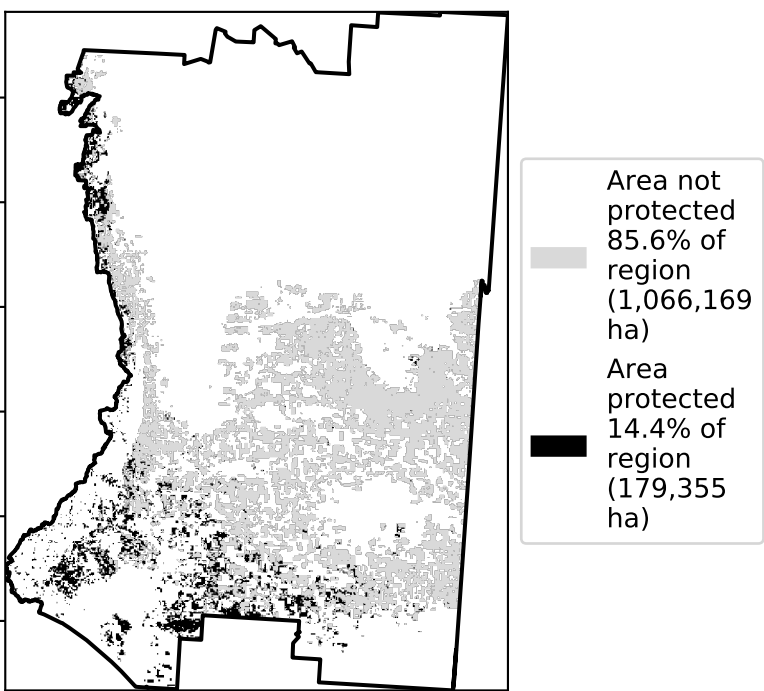 Area not
protected
85.6% of
region
(1,066,169
ha)
Area
protected
14.4% of
region
(179,355
ha)